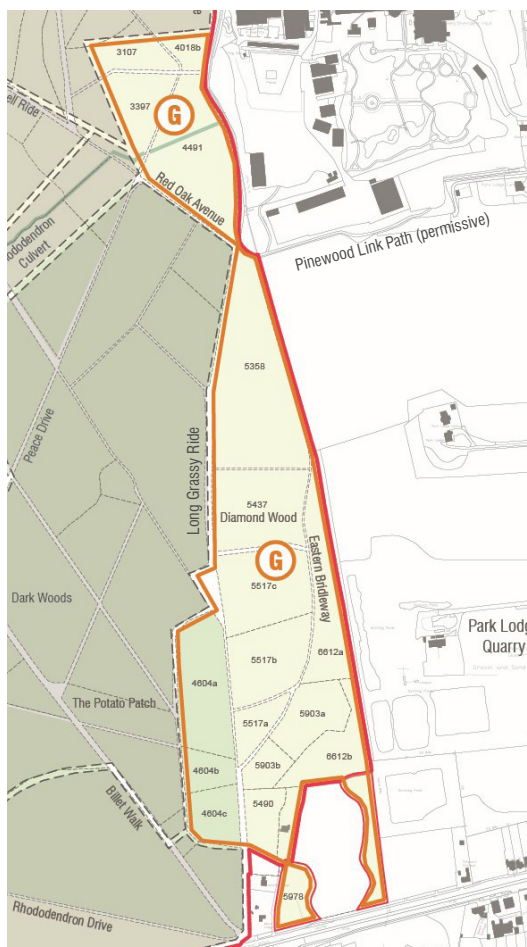 3107
4018b
3397
G
ell Ride
4491
Red Oak Avenue
hododendron
Culvert
Pinewood Link Path (permissive)
5358
Peace Drive
Long Grassy Ride
5437
Diamond Wood
G
Eastern Bridleway
5517c
Dark Woods
Park Lodg
Quarry
5517b
6612a
4604a
The Potato Patch
5903a
5517a
6612b
4604b
5903b
Billet Walk
5490
4604c
5978
Rhododendron Drive